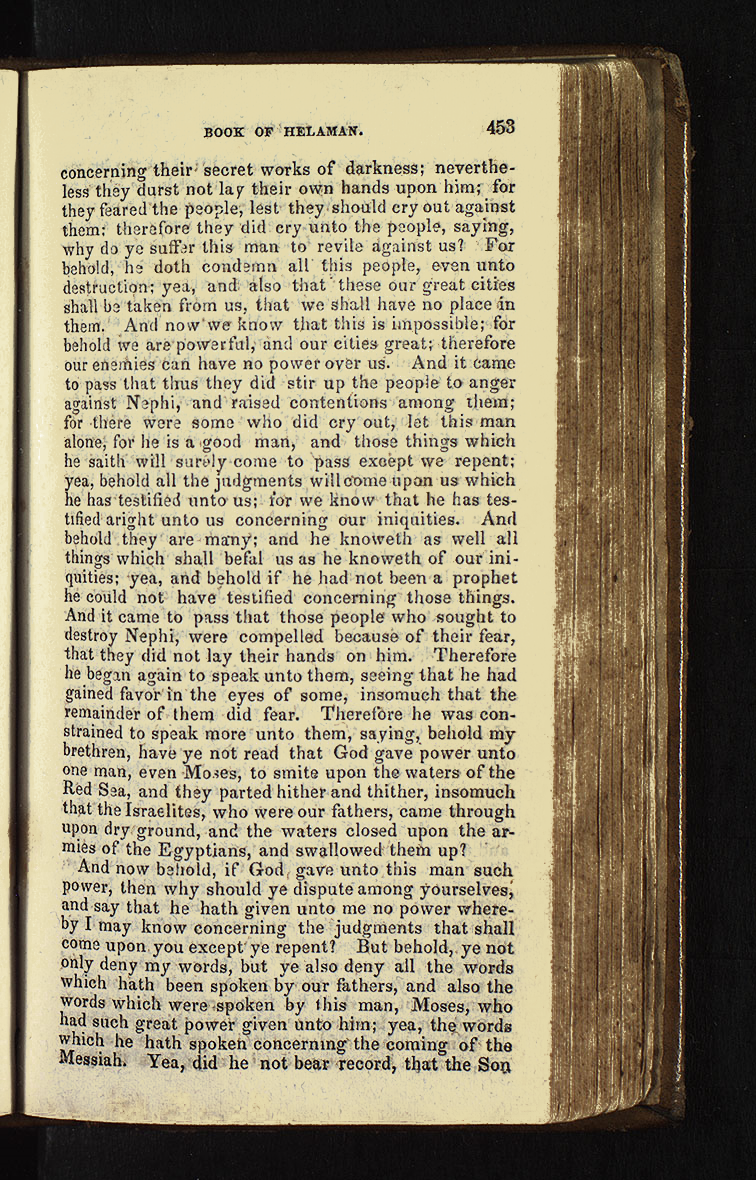 BOOK OF HELAMAN. 453
concerning their secret works of darkness; neverthe-
less they durst not lay their own hands upon him; for
they feared the people, lest they should cry out against
them: therefore they did cry unto the people, saying,
why do ye suffer this man to revile against us? For
behold, he doth condemn all this people, even unto
destruction; yea, and also that these our great cities
shall be taken from us, that we shall have no place in
them. And now we know that this is impossible; for
behold we are powerful, and our cities great; therefore
our enemies can have no power over us. And it came
to pass that thus they did stir up the people to anger
against Nephi, and raised contentions among them;
for there were some who did cry out, let this man
alone, for he is a good man, and those things which
he saith will surely come to pass except we repent;
yea, behold all the judgments will come upon us which
he has testified unto us; for we know that he has tes-
tified aright unto us concerning our iniquities. And
behold they are many; and he knoweth as well all
things which shall befal us as he knoweth of our ini-
quities; yea, and behold if he had not been a prophet
he could not have testified concerning those things.
And it came to pass that those people who sought to
destroy Nephi, were compelled because of their fear,
that they did not lay their hands on him. Therefore
he began again to speak unto them, seeing that he had
gained favor in the eyes of some, insomuch that the
remainder of them did fear. Therefore he was con-
strained to speak more unto them, saying, behold my
brethren, have ye not read that God gave power unto
one man, even Moses, to smite upon the waters of the
Red Sea, and they parted hither and thither, insomuch
that the Israelites, who were our fathers, came through
upon dry ground, and the waters closed upon the ar-
mies of the Egyptians, and swallowed them up?
And now behold, if God gave unto this man such
power, then why should ye dispute among yourselves,
and say that he hath given unto me no power where-
by I may know concerning the judgments that shall
come upon you except ye repent? But behold, ye not
only deny my words, but ye also deny all the words
which hath been spoken by our fathers, and also the
words which were spoken by this man, Moses, who
had such great power given unto him; yea, the words
which he hath spoken concerning the coming of the
Messiah. Yea, did he not bear record, that the Son